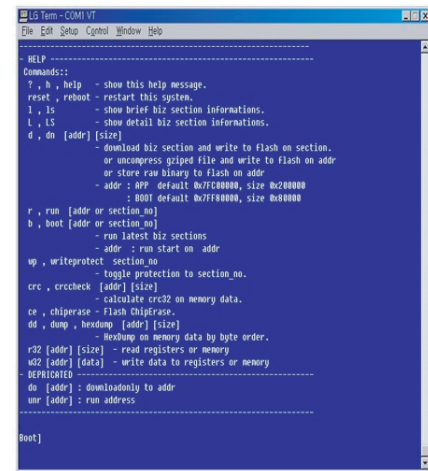 LG Term - COM1 VT
File Edit Setup Control Window Help
------------------------------------------------------------
- HELP -----------------------------------------------------
Commands::
? , h , help - show this help message.
reset , reboot - restart this system.
l , ls - show brief biz section informations.
L , LS - show detail biz section informations.
d , dn [addr] [size]
- download biz section and write to flash on section.
or uncompress gziped file and write to flash on addr
or store raw binary to flash on addr
- addr : APP default 0x7FC00000, size 0x200000
: BOOT default 0x7FF80000, size 0x80000
r , run [addr or section_no]
b , boot [addr or section_no]
- run latest biz sections
- addr : run start on addr
wp , writeprotect section_no
- toggle protection to section_no.
crc , crccheck [addr] [size]
- calculate crc32 on memory data.
ce , chiperase - Flash ChipErase.
dd , dump , hexdump [addr] [size]
- HexDump on memory data by byte order.
r32 [addr] [size] - read registers or memory
w32 [addr] [data] - write data to registers or memory
- DEPRICATED -----------------------------------------------
do [addr] : downloadonly to addr
unr [addr] : run address
------------------------------------------------------------
Boot]